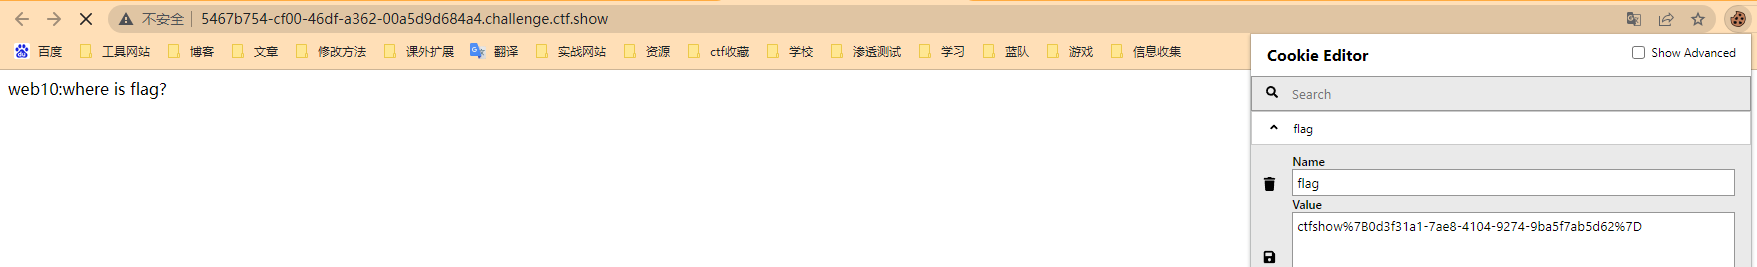 不安全 5467b754-cf00-46df-a362-00a5d9d684a4.challenge.ctf.show
百度 工具网站 博客 文章 修改方法 课外扩展 翻译 实战网站 资源 ctf收藏 学校 渗透测试 学习 蓝队 游戏 信息收集
web10:where is flag?
Cookie Editor Show Advanced
Search
flag
Name
flag
Value
ctfshow%7B0d3f31a1-7ae8-4104-9274-9ba5f7ab5d62%7D